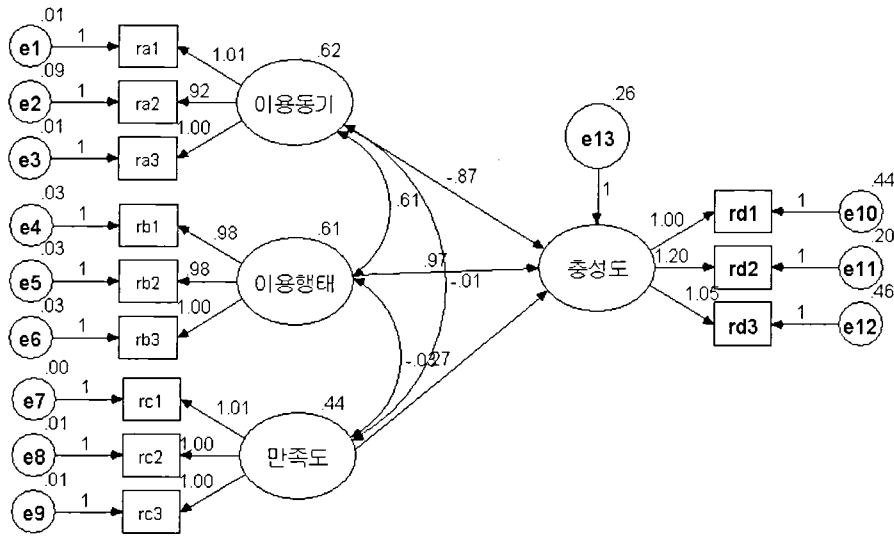 .01
e1 1 ra1 1.01 .62
.09
e2 1 ra2 .92 이용동기
.01
e3 1 ra3 1.00
.26
e13
1
-.87
.61
.03
e4 1 rb1 .98 .61
.03
e5 1 rb2 .98 이용행태
.03
e6 1 rb3 1.00
.97
-.01
충성도
.44
1.00 rd1 1 e10
.20
1.20 rd2 1 e11
.46
1.05 rd3 1 e12
.27
.00
e7 1 rc1 1.01 .44
.01
e8 1 rc2 1.00 만족도
.01
e9 1 rc3 1.00